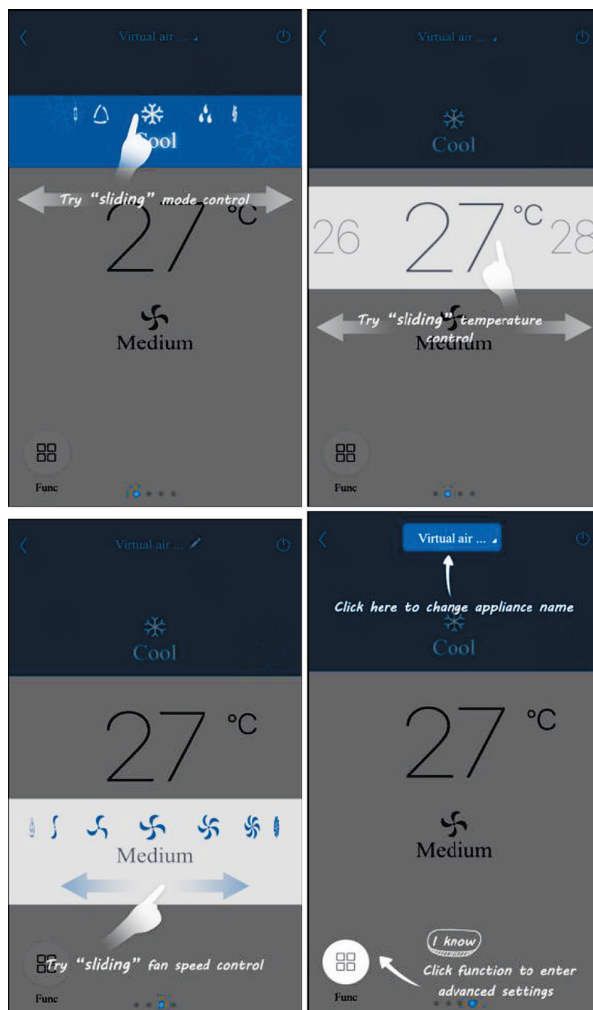 Virtual air ...
Cool
Try “sliding” mode control
27 °C
Medium
Func
Virtual air ...
Cool
26 27 °C 28
Try “sliding” temperature
control
Medium
Func
Virtual air ...
Cool
27 °C
Medium
Try “sliding” fan speed control
Func
Virtual air ...
Click here to change appliance name
Cool
27 °C
Medium
I know
Click function to enter
advanced settings
Func